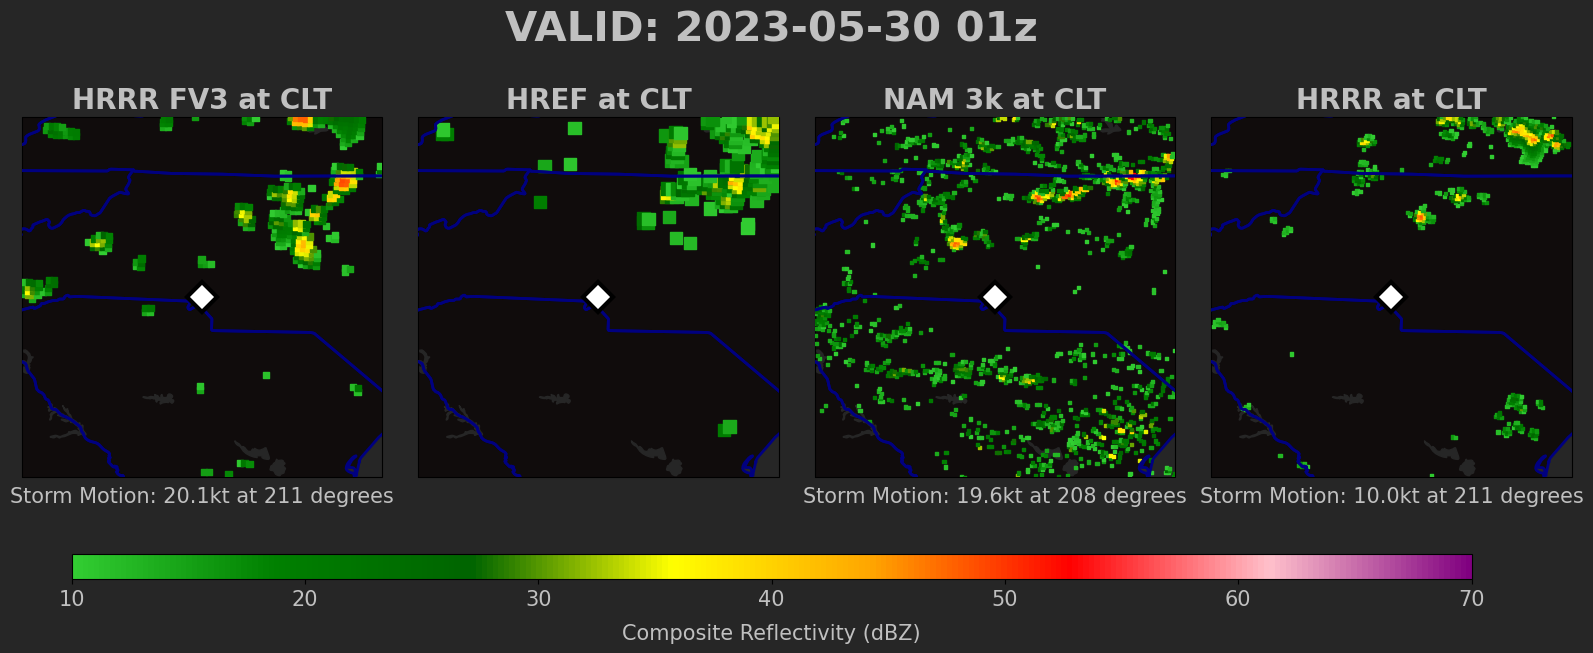 VALID: 2023-05-30 01z
HRRR FV3 at CLT
HREF at CLT
NAM 3k at CLT
HRRR at CLT
Storm Motion: 20.1kt at 211 degrees
Storm Motion: 19.6kt at 208 degrees
Storm Motion: 10.0kt at 211 degrees
10 20 30 40 50 60 70
Composite Reflectivity (dBZ)